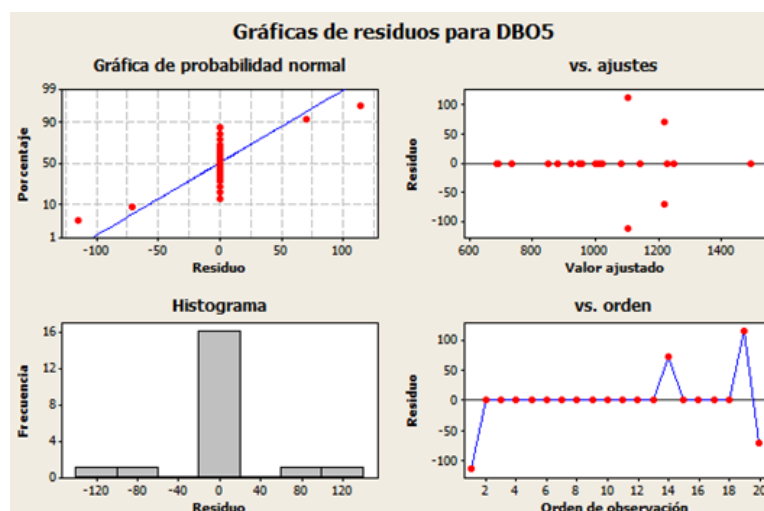 Gráficas de residuos para DBO5
Gráfica de probabilidad normal
Porcentaje
99
90
50
10
1
-100 -50 0 50 100
Residuo
vs. ajustes
Residuo
100
50
0
-50
-100
600 800 1000 1200 1400
Valor ajustado
Histograma
Frecuencia
16
12
8
4
0
-120 -80 -40 0 40 80 120
Residuo
vs. orden
Residuo
100
50
0
-50
-100
2 4 6 8 10 12 14 16 18 20
Orden de observación